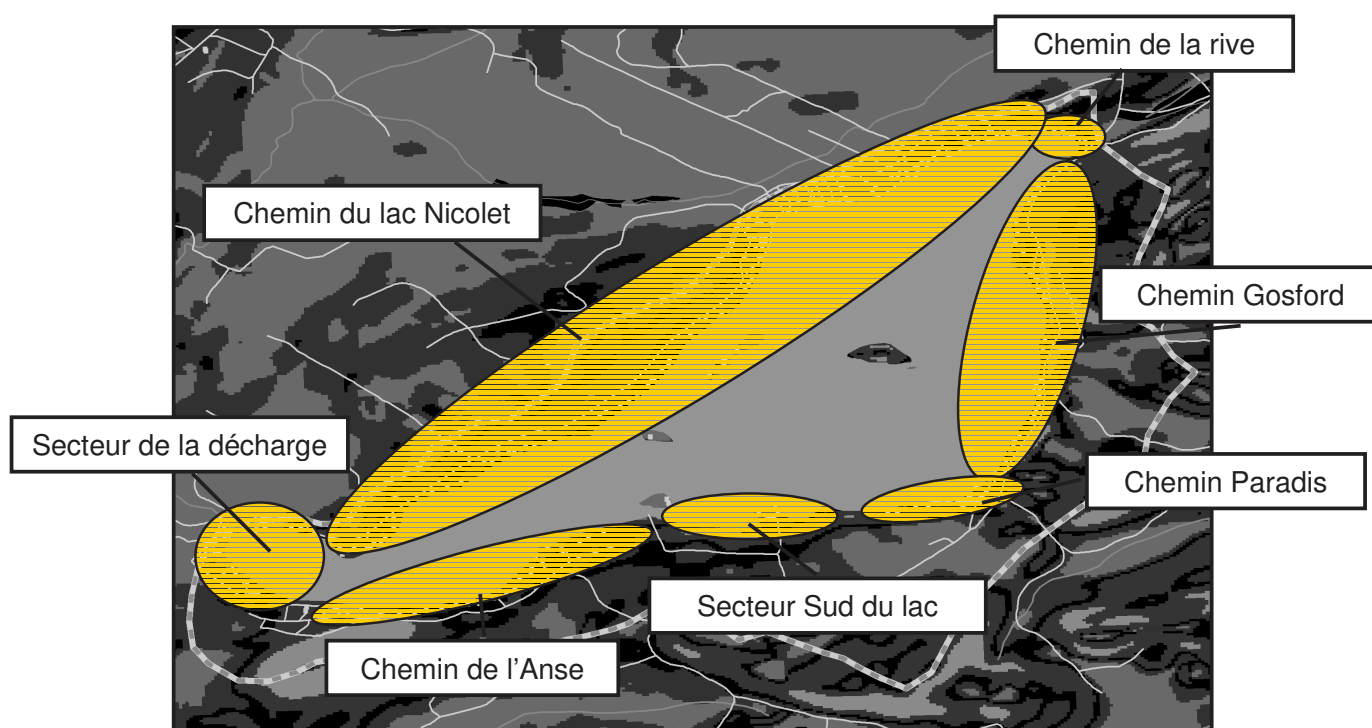 Chemin de la rive
Chemin du lac Nicolet
Chemin Gosford
Secteur de la décharge
Chemin Paradis
Secteur Sud du lac
Chemin de l'Anse